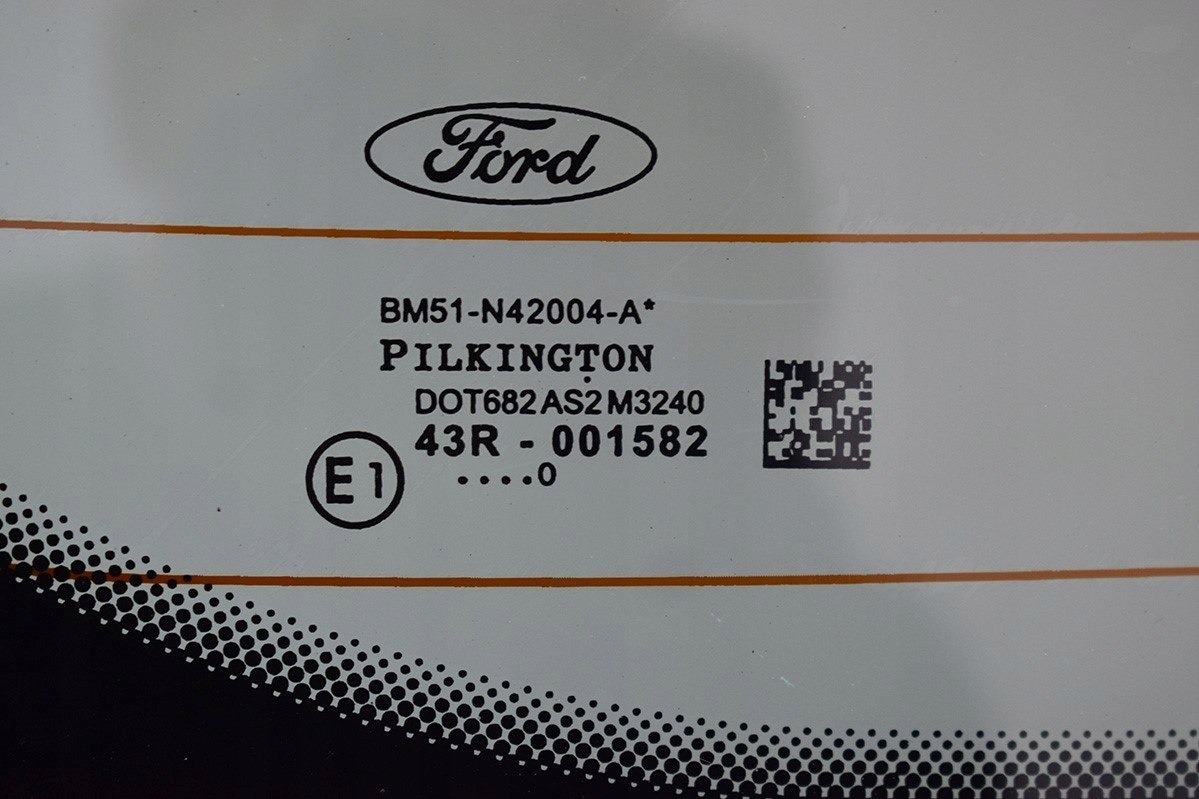 Ford
BM51-N42004-A*
PILKINGTON
DOT682 AS2 M3240
43R - 001582
E1
....0